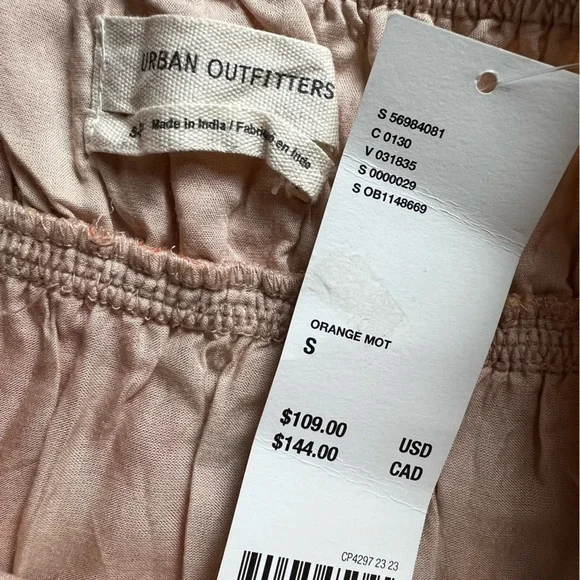 URBAN OUTFITTERS
Made in India / Fabriqué en Inde
S 56984081
C 0130
V 031835
S 0000029
S OB1148669
ORANGE MOT
S
$109.00 USD
$144.00 CAD
CP4297 23 23